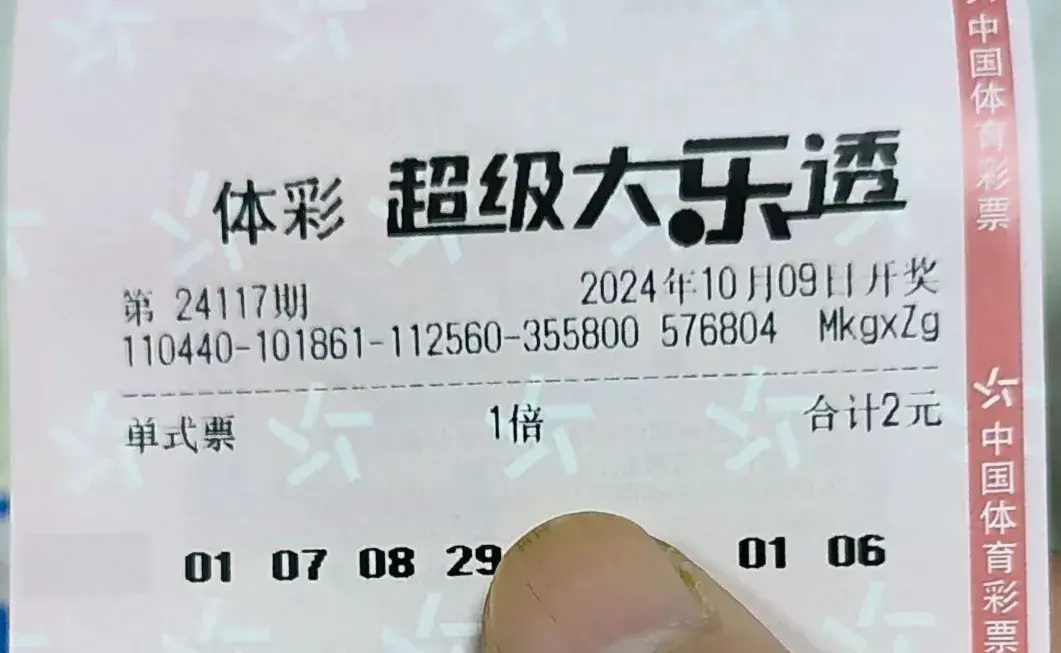 体彩 超级大乐透
第 24117期 2024年10月09日开奖
110440-101861-112560-355800 576804 MkgxZg
单式票 1倍 合计2元
01 07 08 29 01 06
中国体育彩票
中国体育彩票